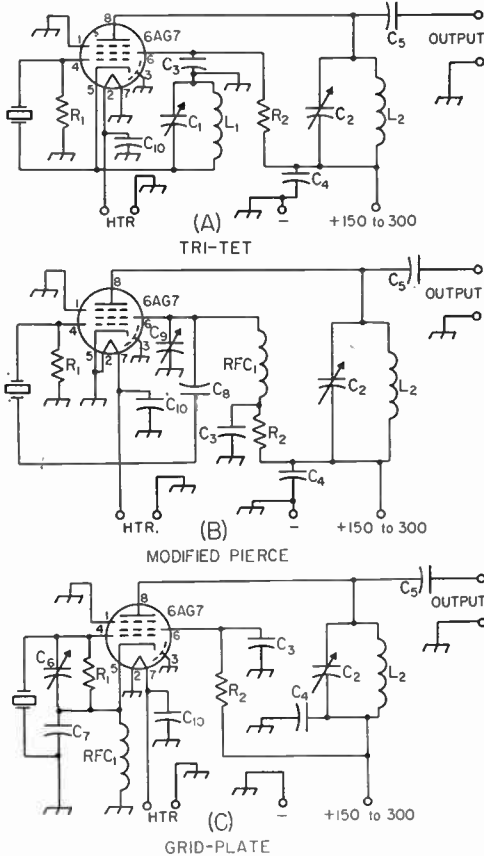 8
6AG7
C5
OUTPUT
1
4
5
6
3
5 2 7
C3
R1
C1
L1
R2
C2
L2
C10
C4
HTR
(A)
−
+150 to 300
TRI-TET
8
6AG7
C5
OUTPUT
1
4
6
3
5 2 7
C9
R1
RFC1
C8
C2
L2
C10
C3
R2
C4
HTR.
(B)
−
+150 to 300
MODIFIED PIERCE
8
6AG7
C5
OUTPUT
1
4
6
3
5 2 7
C6
R1
C3
R2
C2
L2
C4
C7
C10
RFC1
HTR
(C)
−
+150 to 300
GRID-PLATE